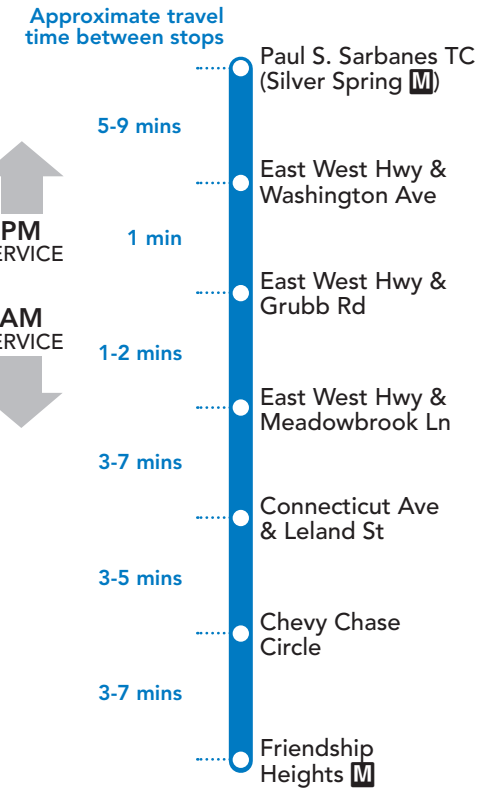 Approximate travel
time between stops
Paul S. Sarbanes TC
(Silver Spring M)
5-9 mins
East West Hwy &
Washington Ave
PM
ERVICE
1 min
East West Hwy &
Grubb Rd
AM
ERVICE
1-2 mins
East West Hwy &
Meadowbrook Ln
3-7 mins
Connecticut Ave
& Leland St
3-5 mins
Chevy Chase
Circle
3-7 mins
Friendship
Heights M